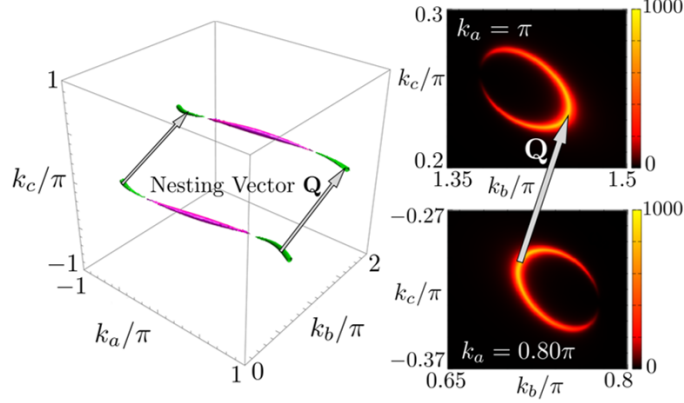 1
k_c/π
−1
−1
k_a/π
1
0
k_b/π
2
Nesting Vector Q
0.3
k_c/π
0.2
1.35
k_b/π
1.5
k_a = π
1000
0
Q
−0.27
k_c/π
−0.37
0.65
k_b/π
0.8
k_a = 0.80π
1000
0